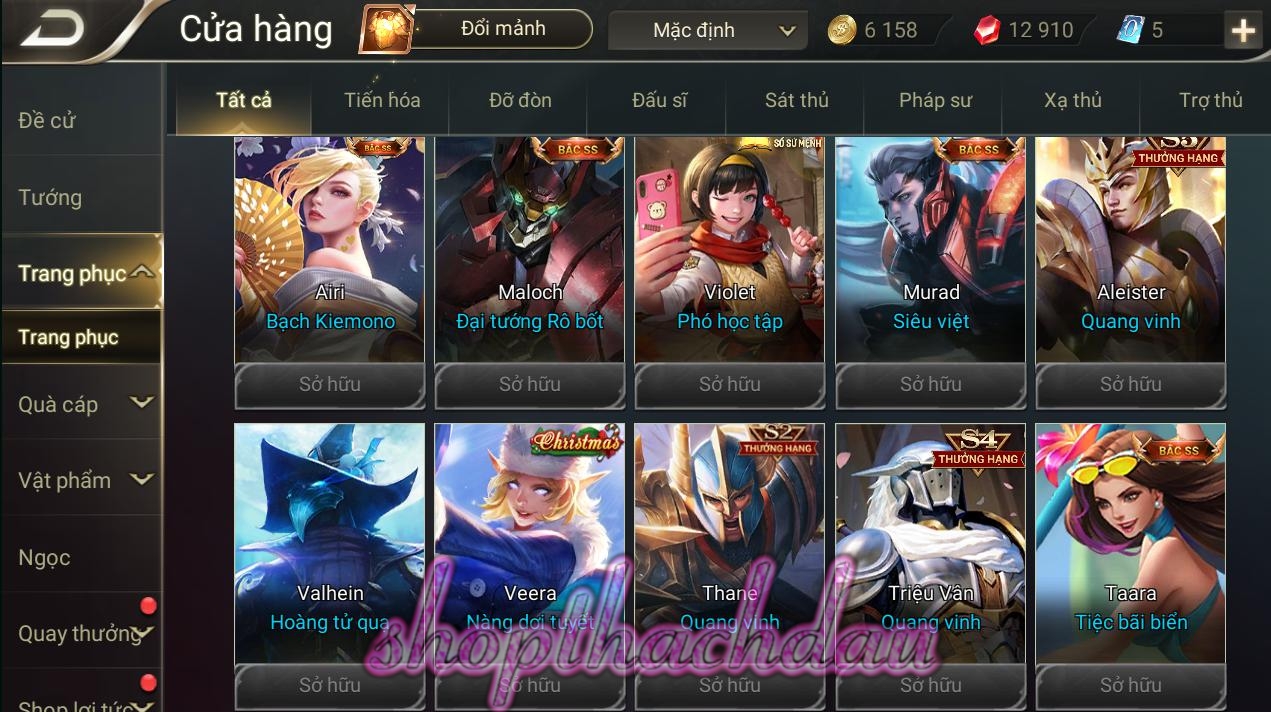 Cửa hàng
Đổi mảnh
Mặc định
6 158
12 910
5
Đề cử
Tướng
Trang phục
Trang phục
Quà cáp
Vật phẩm
Ngọc
Quay thưởng
Shop lợi tức
Tất cả
Tiến hóa
Đỡ đòn
Đấu sĩ
Sát thủ
Pháp sư
Xạ thủ
Trợ thủ
BẬC SS
Airi
Bạch Kiemono
Sở hữu
BẬC SS
Maloch
Đại tướng Rô bốt
Sở hữu
SỔ SỨ MỆNH
Violet
Phó học tập
Sở hữu
BẬC SS
Murad
Siêu việt
Sở hữu
S3
THƯỞNG HẠNG
Aleister
Quang vinh
Sở hữu
Valhein
Hoàng tử quạ
Sở hữu
Christmas
Veera
Nàng dơi tuyết
Sở hữu
S2
THƯỞNG HẠNG
Thane
Quang vinh
Sở hữu
S4
THƯỞNG HẠNG
Triệu Vân
Quang vinh
Sở hữu
BẬC SS
Taara
Tiệc bãi biển
Sở hữu
shopthachdau